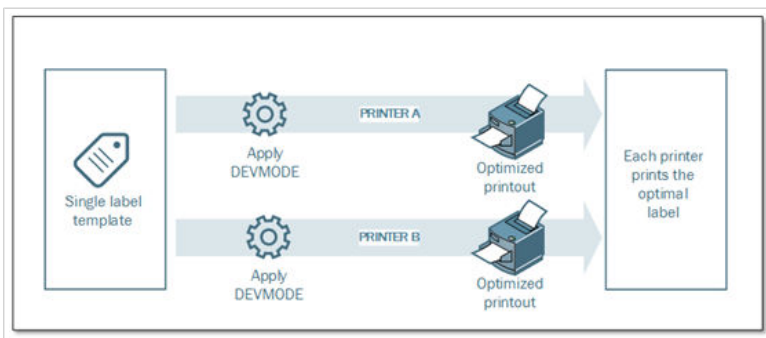 Single label
template
Apply
DEVMODE
PRINTER A
Optimized
printout
Apply
DEVMODE
PRINTER B
Optimized
printout
Each printer
prints the
optimal
label